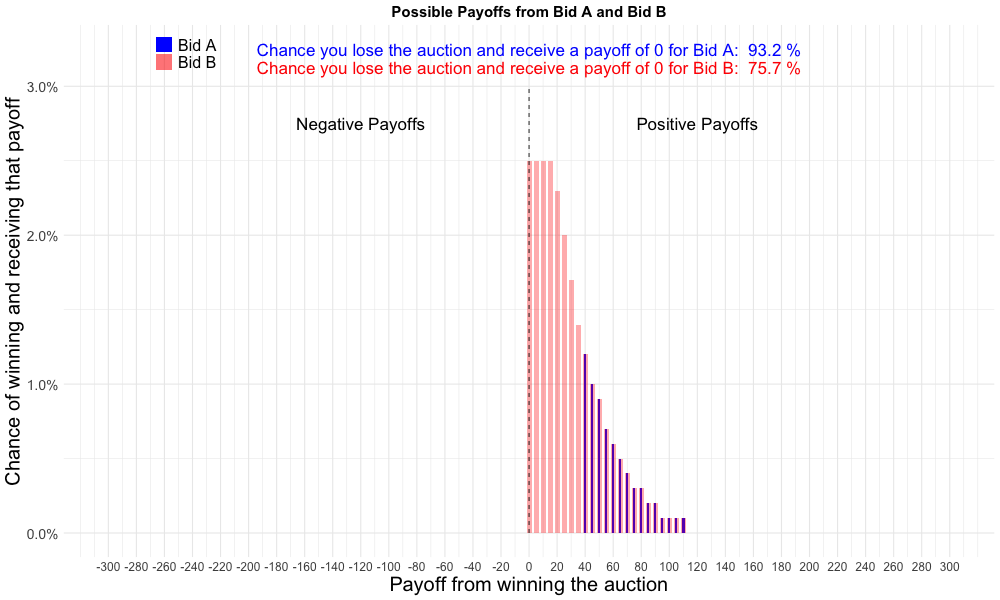 Possible Payoffs from Bid A and Bid B
Bid A
Bid B
Chance you lose the auction and receive a payoff of 0 for Bid A: 93.2 %
Chance you lose the auction and receive a payoff of 0 for Bid B: 75.7 %
Negative Payoffs
Positive Payoffs
Chance of winning and receiving that payoff
3.0%
2.0%
1.0%
0.0%
-300 -280 -260 -240 -220 -200 -180 -160 -140 -120 -100 -80 -60 -40 -20 0 20 40 60 80 100 120 140 160 180 200 220 240 260 280 300
Payoff from winning the auction